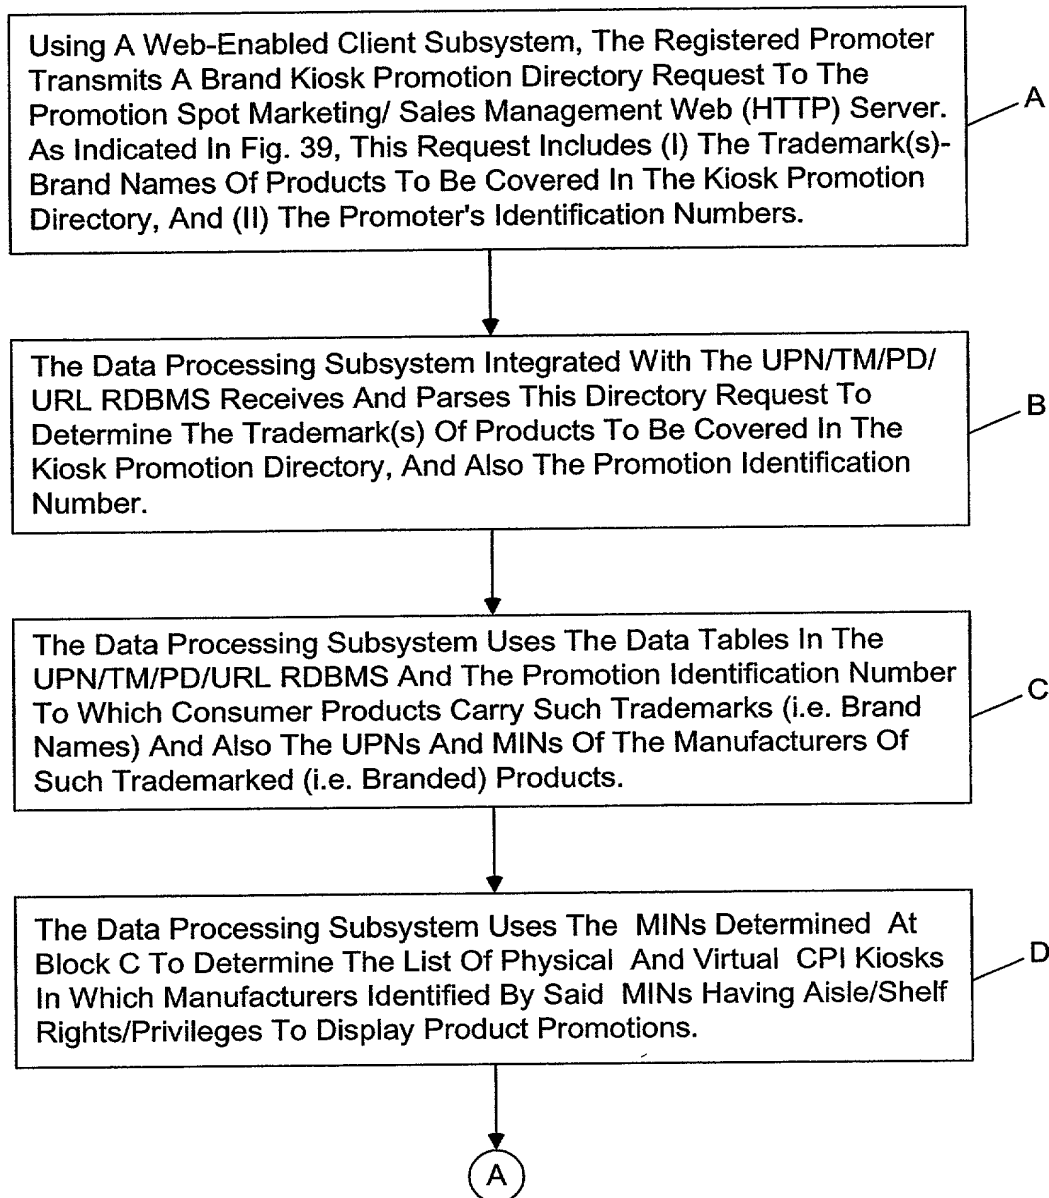 Using A Web-Enabled Client Subsystem, The Registered Promoter
Transmits A Brand Kiosk Promotion Directory Request To The
Promotion Spot Marketing/ Sales Management Web (HTTP) Server.
As Indicated In Fig. 39, This Request Includes (I) The Trademark(s)-
Brand Names Of Products To Be Covered In The Kiosk Promotion
Directory, And (II) The Promoter's Identification Numbers.
A
The Data Processing Subsystem Integrated With The UPN/TM/PD/
URL RDBMS Receives And Parses This Directory Request To
Determine The Trademark(s) Of Products To Be Covered In The
Kiosk Promotion Directory, And Also The Promotion Identification
Number.
B
The Data Processing Subsystem Uses The Data Tables In The
UPN/TM/PD/URL RDBMS And The Promotion Identification Number
To Which Consumer Products Carry Such Trademarks (i.e. Brand
Names) And Also The UPNs And MINs Of The Manufacturers Of
Such Trademarked (i.e. Branded) Products.
C
The Data Processing Subsystem Uses The MINs Determined At
Block C To Determine The List Of Physical And Virtual CPI Kiosks
In Which Manufacturers Identified By Said MINs Having Aisle/Shelf
Rights/Privileges To Display Product Promotions.
D
A